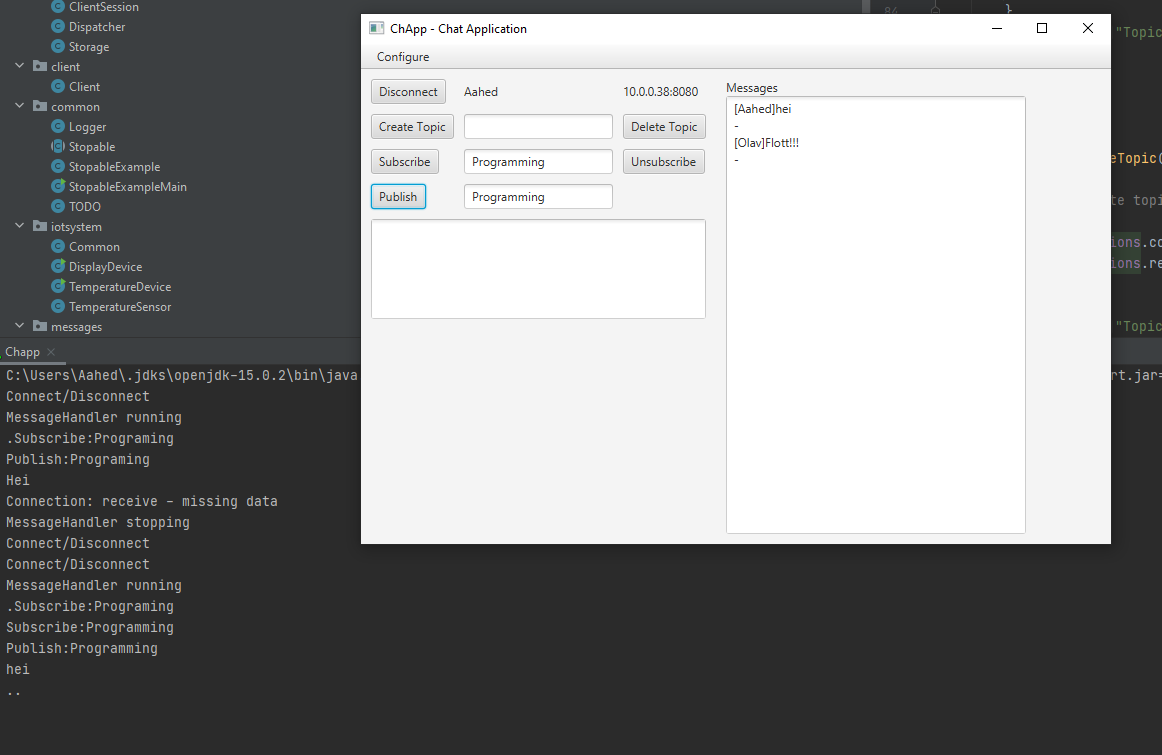 ClientSession
Dispatcher
Storage
client
Client
common
Logger
Stopable
StopableExample
StopableExampleMain
TODO
iotsystem
Common
DisplayDevice
TemperatureDevice
TemperatureSensor
messages
84 }
"Topic
eTopic(
te topi
ions.co
ions.re
"Topic
ChApp - Chat Application
Configure
Disconnect Aahed 10.0.0.38:8080
Create Topic Delete Topic
Subscribe Programming Unsubscribe
Publish Programming
Messages
[Aahed]hei
-
[Olav]Flott!!!
-
Chapp
C:\Users\Aahed\.jdks\openjdk-15.0.2\bin\java rt.jar=
Connect/Disconnect
MessageHandler running
.Subscribe:Programing
Publish:Programing
Hei
Connection: receive - missing data
MessageHandler stopping
Connect/Disconnect
Connect/Disconnect
MessageHandler running
.Subscribe:Programing
Subscribe:Programming
Publish:Programming
hei
..